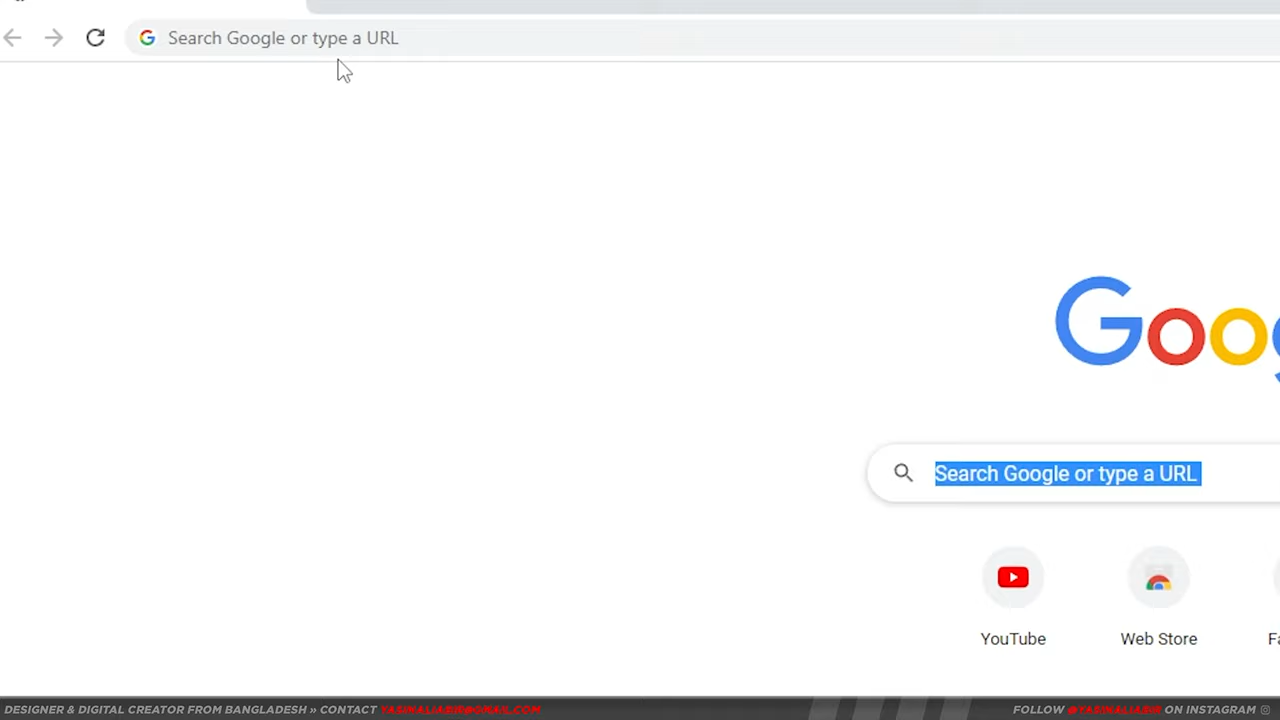 Search Google or type a URL
Goo
Search Google or type a URL
YouTube
Web Store
Fa
DESIGNER & DIGITAL CREATOR FROM BANGLADESH » CONTACT
FOLLOW ON INSTAGRAM